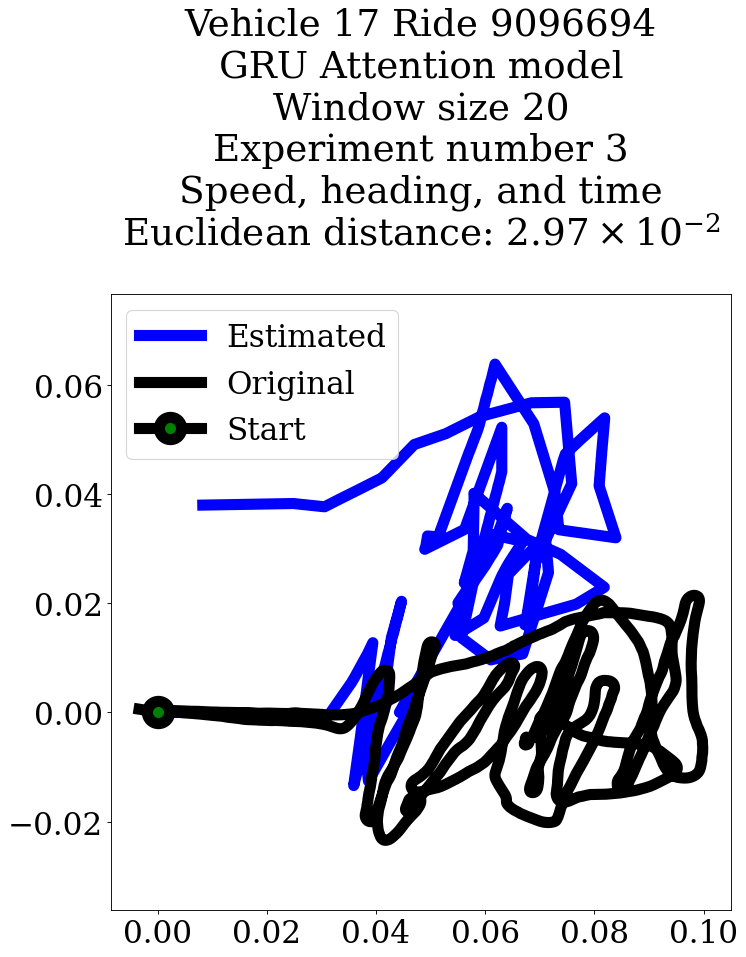 Vehicle 17 Ride 9096694
GRU Attention model
Window size 20
Experiment number 3
Speed, heading, and time
Euclidean distance: 2.97 × 10⁻²
Estimated
Original
Start
0.06
0.04
0.02
0.00
−0.02
0.00 0.02 0.04 0.06 0.08 0.10